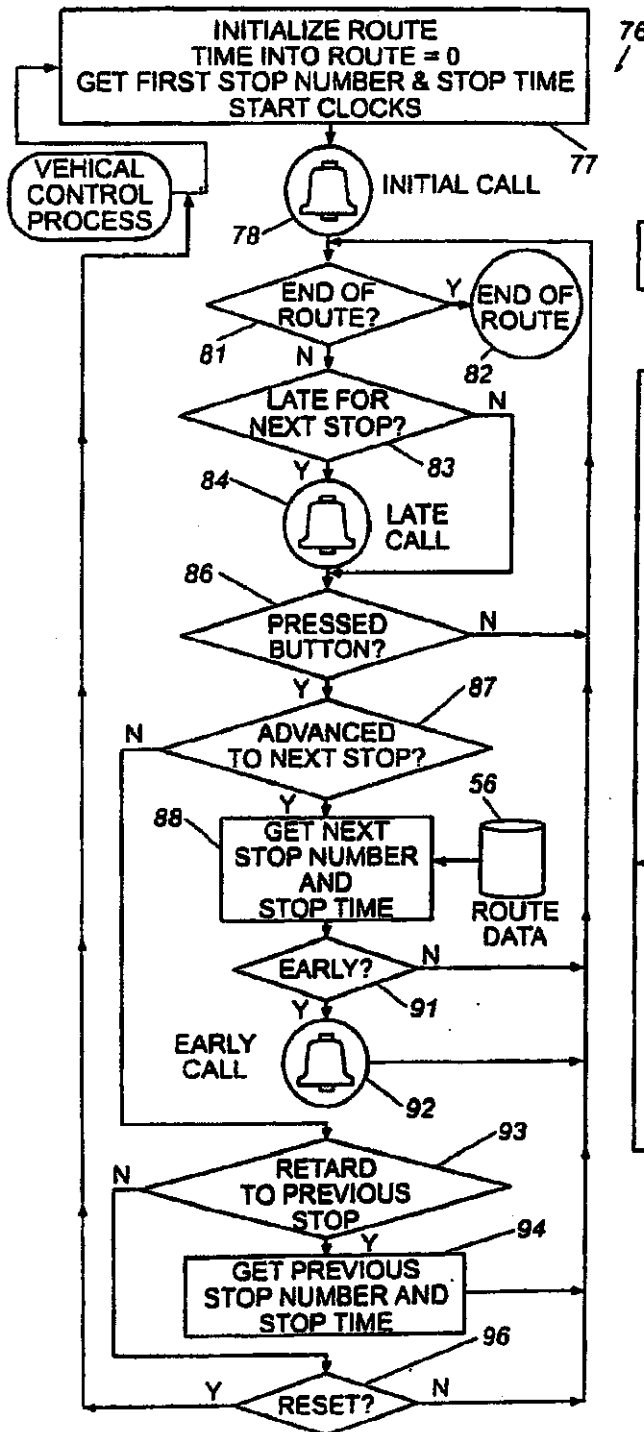 INITIALIZE ROUTE
TIME INTO ROUTE = 0
GET FIRST STOP NUMBER & STOP TIME
START CLOCKS
76
77
VEHICAL
CONTROL
PROCESS
INITIAL CALL
78
END OF
ROUTE?
Y
END OF
ROUTE
81
N
82
LATE FOR
NEXT STOP?
N
83
84
Y
LATE
CALL
86
PRESSED
BUTTON?
N
Y
87
N
ADVANCED
TO NEXT STOP?
Y
88
GET NEXT
STOP NUMBER
AND
STOP TIME
56
ROUTE
DATA
EARLY?
N
91
Y
EARLY
CALL
92
93
N
RETARD
TO PREVIOUS
STOP
Y
94
GET PREVIOUS
STOP NUMBER AND
STOP TIME
96
Y
RESET?
N